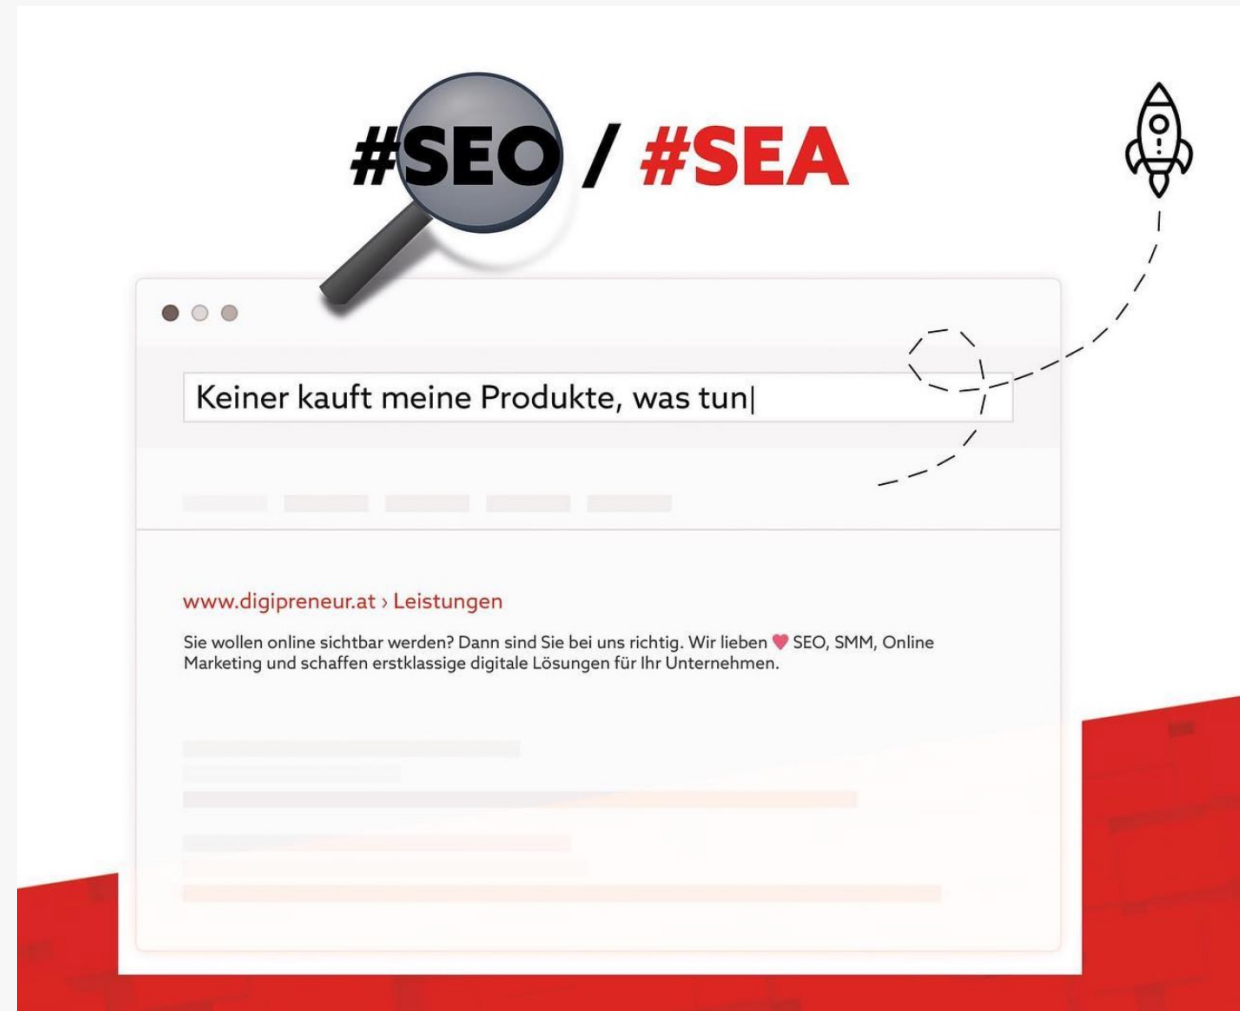 #SEO / #SEA
Keiner kauft meine Produkte, was tun|
www.digipreneur.at › Leistungen
Sie wollen online sichtbar werden? Dann sind Sie bei uns richtig. Wir lieben ♥ SEO, SMM, Online
Marketing und schaffen erstklassige digitale Lösungen für Ihr Unternehmen.